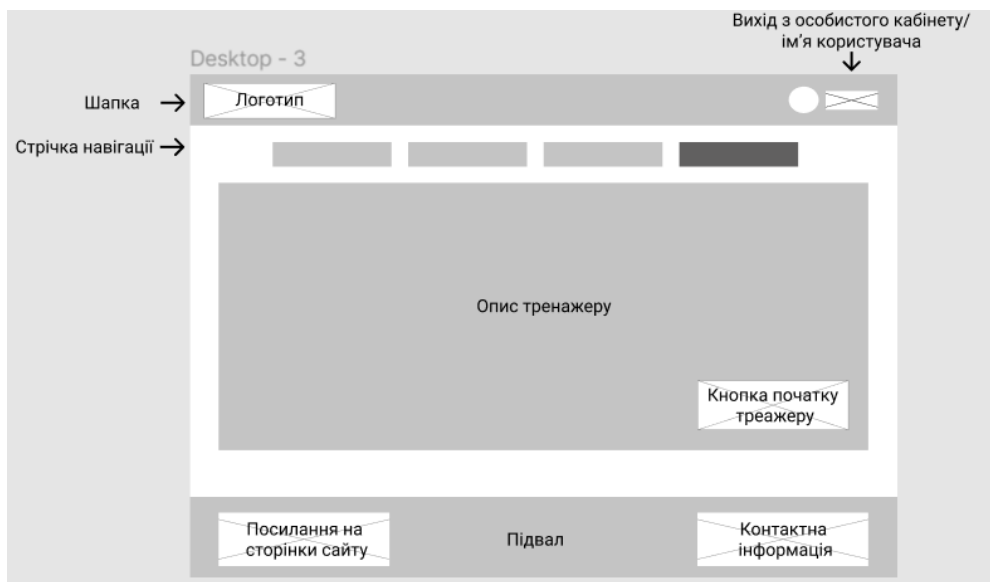 Вихід з особистого кабінету/
ім’я користувача
Desktop - 3
Шапка
Логотип
Стрічка навігації
Опис тренажеру
Кнопка початку
треажеру
Посилання на
сторінки сайту
Підвал
Контактна
інформація